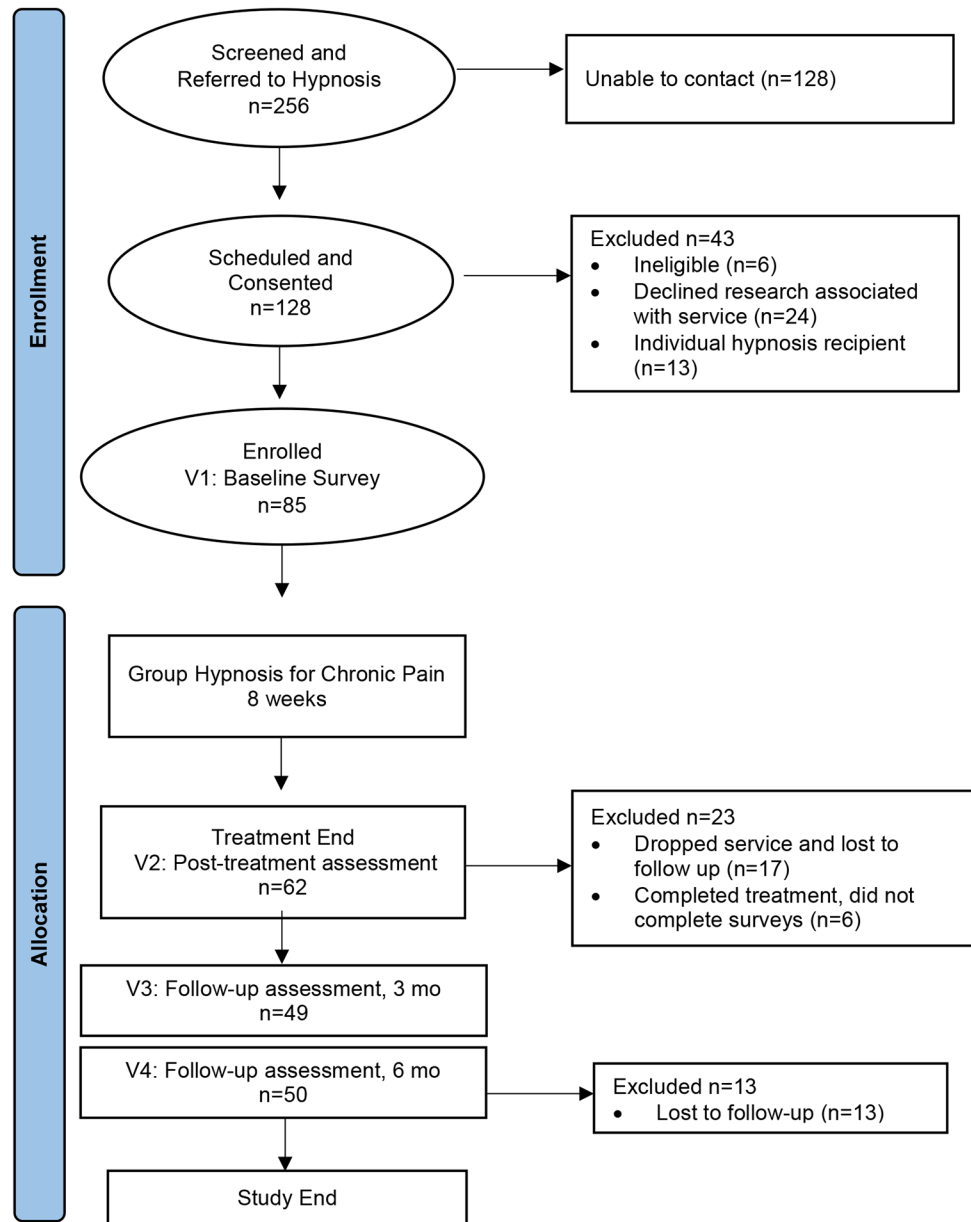 Enrollment
Screened and
Referred to Hypnosis
n=256
Unable to contact (n=128)
Scheduled and
Consented
n=128
Excluded n=43
• Ineligible (n=6)
• Declined research associated
with service (n=24)
• Individual hypnosis recipient
(n=13)
Enrolled
V1: Baseline Survey
n=85
Allocation
Group Hypnosis for Chronic Pain
8 weeks
Treatment End
V2: Post-treatment assessment
n=62
Excluded n=23
• Dropped service and lost to
follow up (n=17)
• Completed treatment, did not
complete surveys (n=6)
V3: Follow-up assessment, 3 mo
n=49
V4: Follow-up assessment, 6 mo
n=50
Excluded n=13
• Lost to follow-up (n=13)
Study End